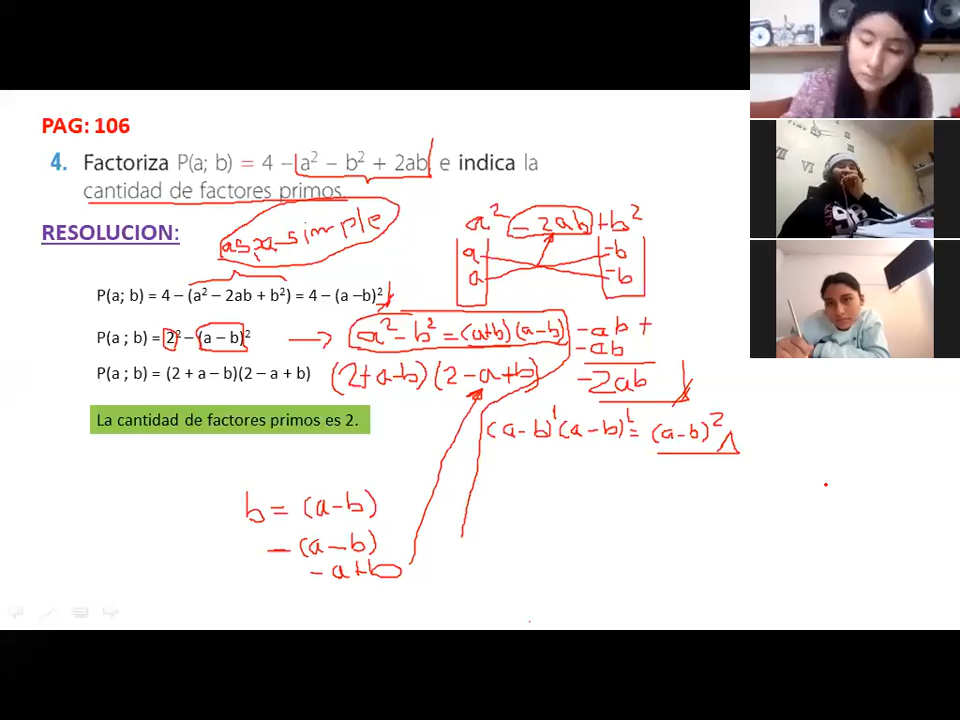 PAG: 106
4. Factoriza P(a; b) = 4 – a² – b² + 2ab e indica la
cantidad de factores primos.
RESOLUCION:
aspa simple
a² – 2ab + b²
a –b
a –b
P(a; b) = 4 – (a² – 2ab + b²) = 4 – (a –b)²
P(a ; b) = 2² – (a – b)²
a² – b² = (a+b)(a–b)
–ab +
–ab
–2ab
P(a ; b) = (2 + a – b)(2 – a + b)
(2+a–b)(2–a+b)
La cantidad de factores primos es 2.
(a–b)¹(a–b)¹= (a–b)²
b = (a–b)
– (a–b)
– a+b